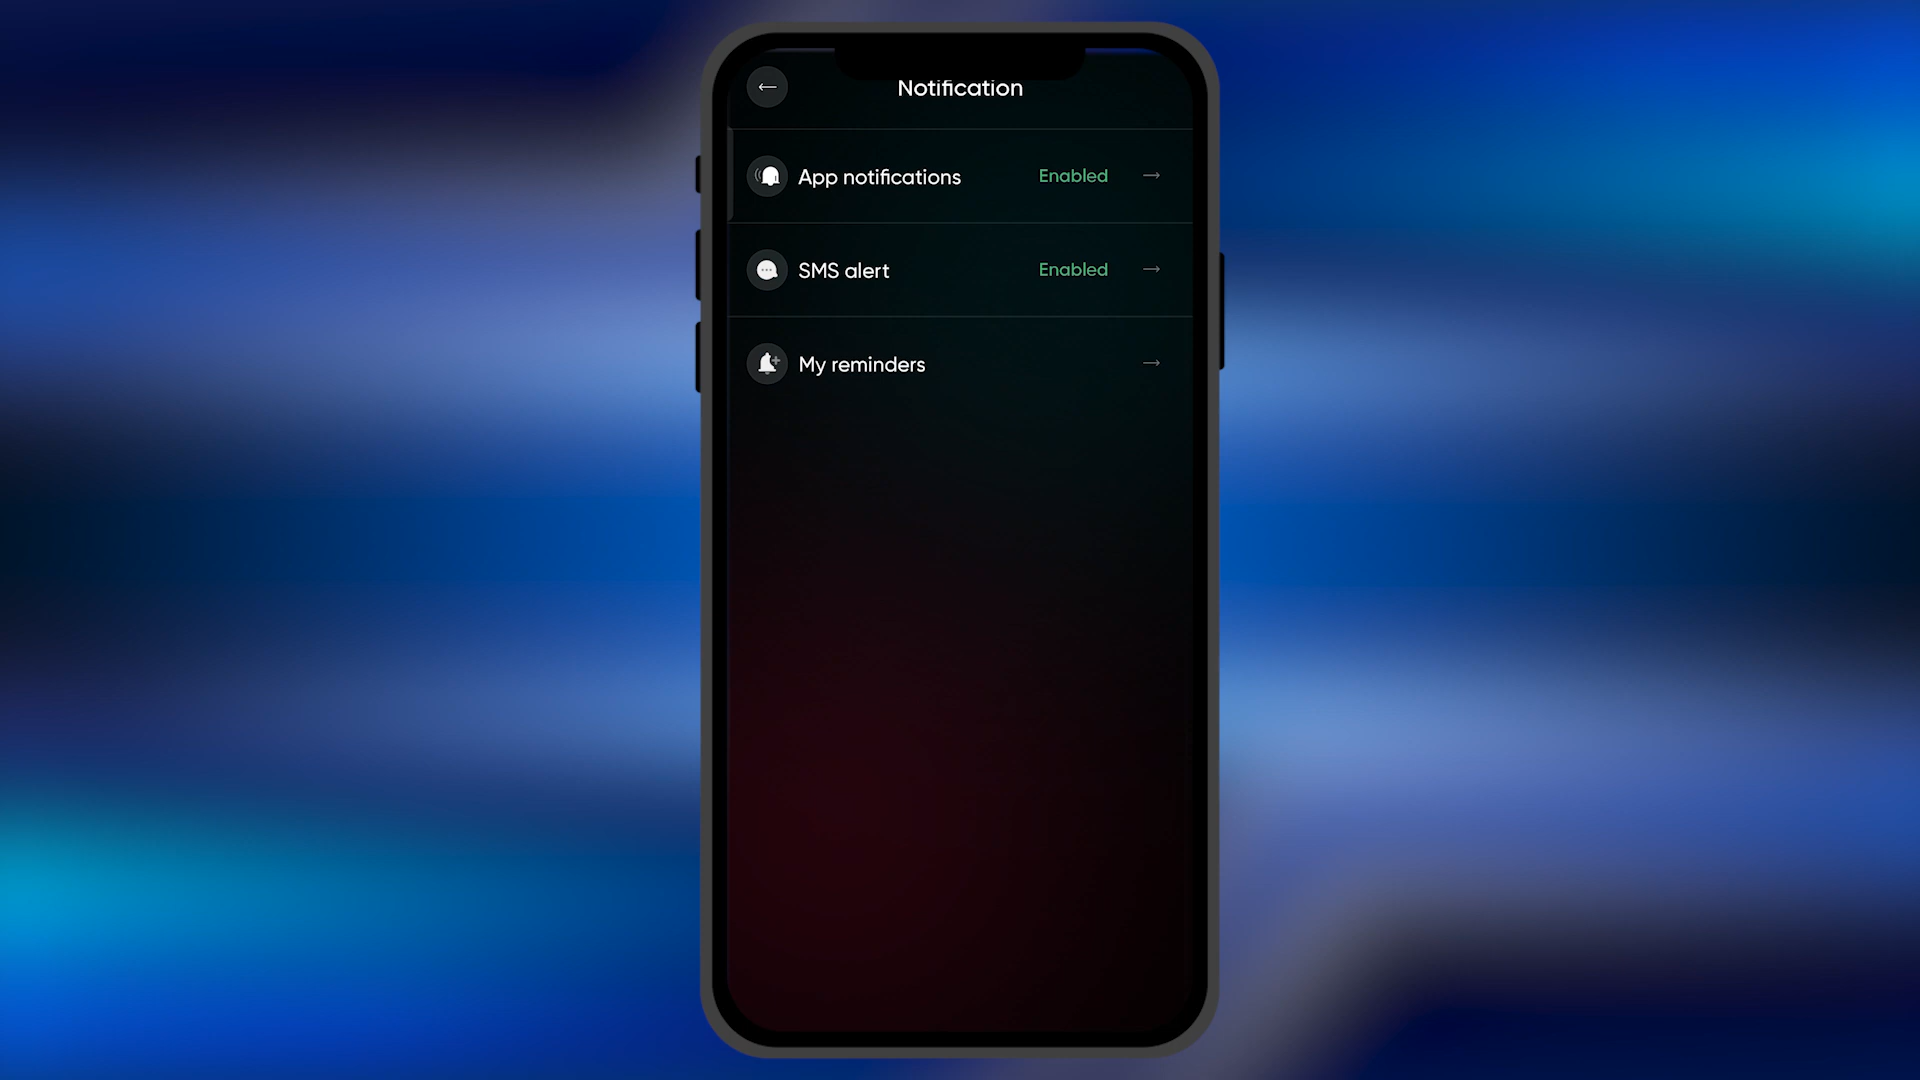 Notification
App notifications Enabled
SMS alert Enabled
My reminders